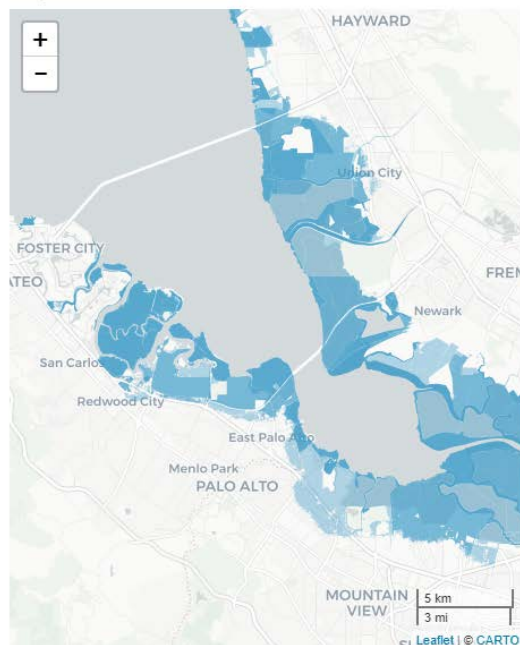 HAYWARD
+
−
Union City
FOSTER CITY
ATEO
FREM
Newark
San Carlos
Redwood City
East Palo Alto
Menlo Park
PALO ALTO
MOUNTAIN
VIEW
5 km
3 mi
Leaflet | © CARTO